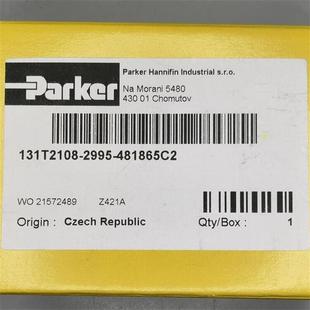 Parker
Parker Hannifin Industrial s.r.o.
Na Morani 5480
430 01 Chomutov
131T2108-2995-481865C2
WO 21572489 Z421A
Origin : Czech Republic Qty/Box : 1